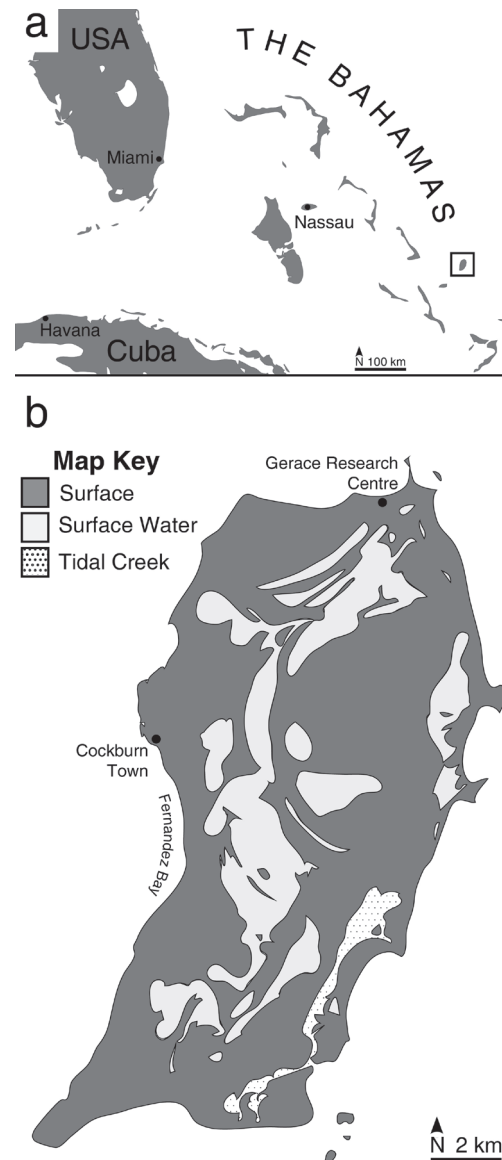 a
USA
THE BAHAMAS
Miami
Nassau
Havana
Cuba
N 100 km
b
Map Key
Surface
Surface Water
Tidal Creek
Gerace Research
Centre
Cockburn
Town
Fernandez Bay
N 2 km